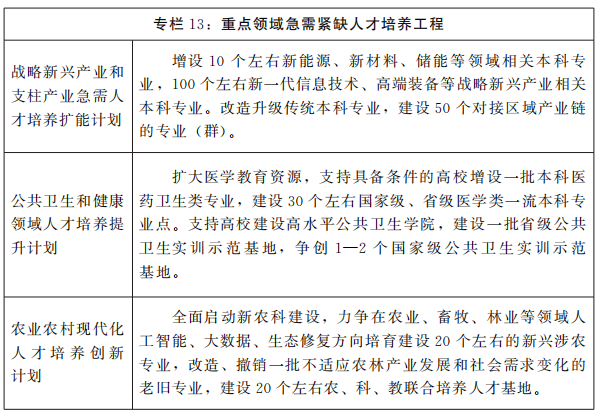 专栏 13：重点领域急需紧缺人才培养工程
战略新兴产业和
支柱产业急需人
才培养扩能计划
增设 10 个左右新能源、新材料、储能等领域相关本科专
业，100 个左右新一代信息技术、高端装备等战略新兴产业相关
本科专业。改造升级传统本科专业，建设 50 个对接区域产业链
的专业（群）。
公共卫生和健康
领域人才培养提
升计划
扩大医学教育资源，支持具备条件的高校增设一批本科医
药卫生类专业，建设 30 个左右国家级、省级医学类一流本科专
业点。支持高校建设高水平公共卫生学院，建设一批省级公共
卫生实训示范基地，争创 1—2 个国家级公共卫生实训示范
基地。
农业农村现代化
人才培养创新
计划
全面启动新农科建设，力争在农业、畜牧、林业等领域人
工智能、大数据、生态修复方向培育建设 20 个左右的新兴涉农
专业，改造、撤销一批不适应农林产业发展和社会需求变化的
老旧专业，建设 20 个左右农、科、教联合培养人才基地。